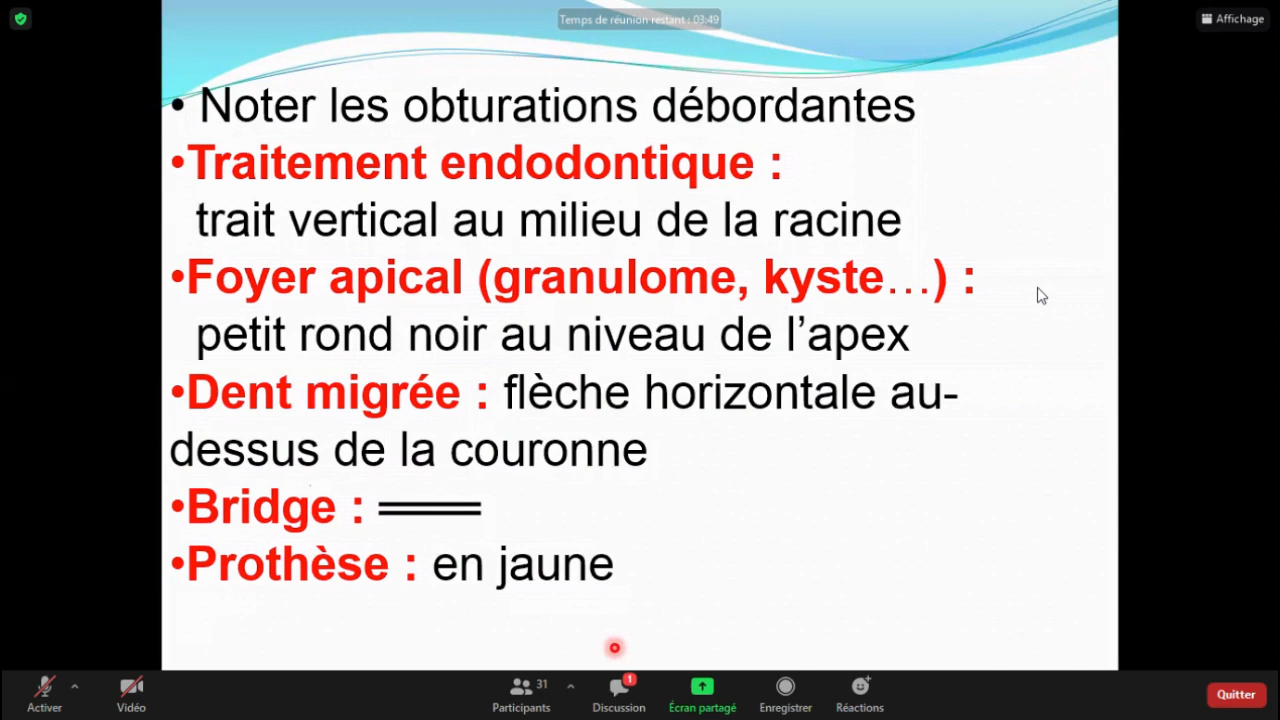 Temps de réunion restant : 03:49
Affichage
• Noter les obturations débordantes
•Traitement endodontique :
trait vertical au milieu de la racine
•Foyer apical (granulome, kyste…) :
petit rond noir au niveau de l’apex
•Dent migrée : flèche horizontale au-
dessus de la couronne
•Bridge :
•Prothèse : en jaune
31
1
Activer
Vidéo
Participants
Discussion
Écran partagé
Enregistrer
Réactions
Quitter